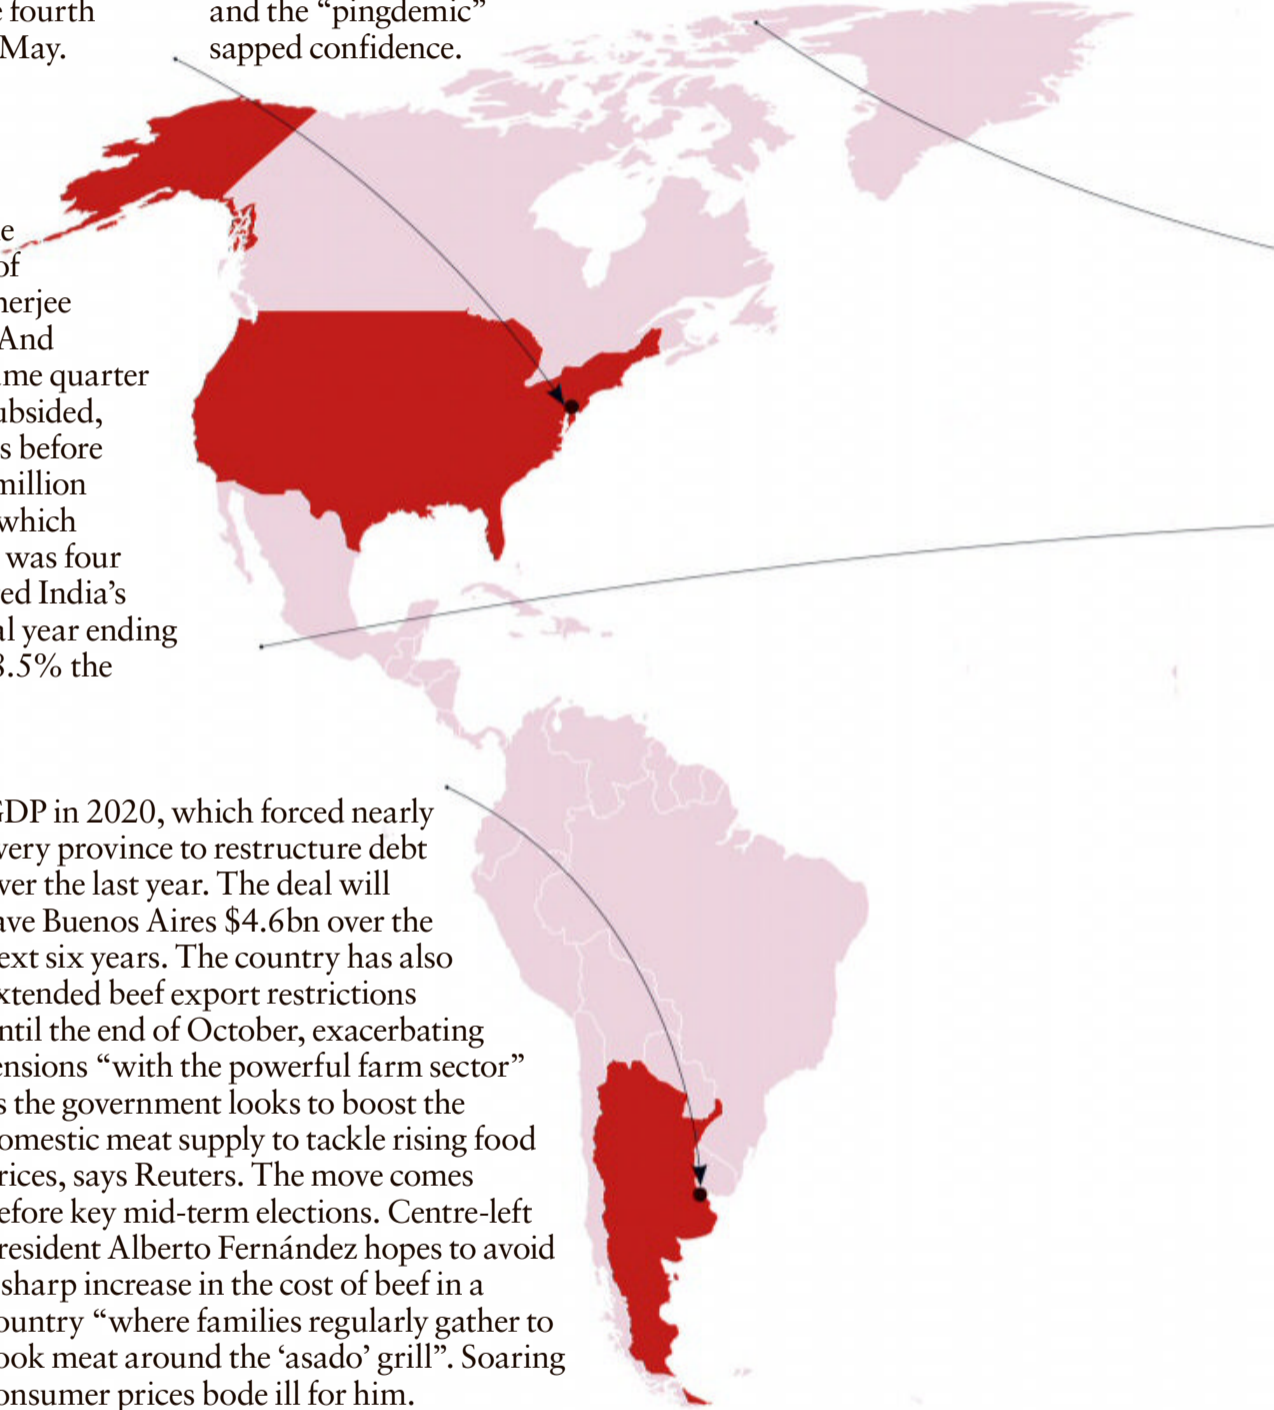 fourth
May.
and the “pingdemic”
sapped confidence.
e
of
nerjee
And
me quarter
ubsided,
s before
million
which
was four
ed India’s
al year ending
8.5% the
GDP in 2020, which forced nearly
very province to restructure debt
ver the last year. The deal will
ave Buenos Aires $4.6bn over the
ext six years. The country has also
xtended beef export restrictions
ntil the end of October, exacerbating
ensions “with the powerful farm sector”
s the government looks to boost the
omestic meat supply to tackle rising food
rices, says Reuters. The move comes
efore key mid-term elections. Centre-left
resident Alberto Fernández hopes to avoid
sharp increase in the cost of beef in a
ountry “where families regularly gather to
ook meat around the ‘asado’ grill”. Soaring
onsumer prices bode ill for him.